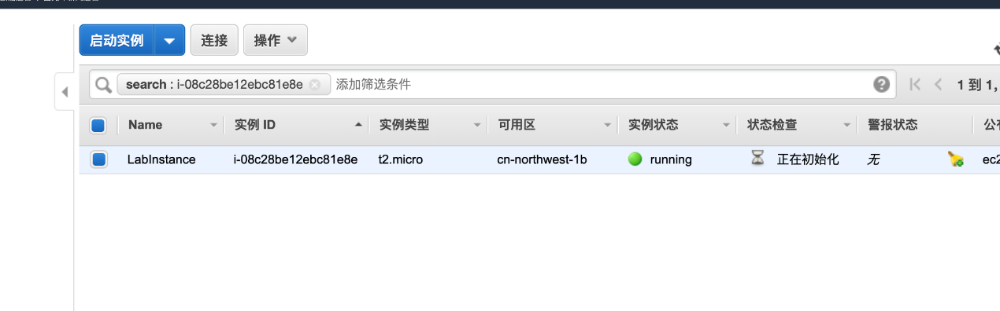 启动实例 连接 操作
search : i-08c28be12ebc81e8e 添加筛选条件 1 到 1,
Name 实例 ID 实例类型 可用区 实例状态 状态检查 警报状态 公
LabInstance i-08c28be12ebc81e8e t2.micro cn-northwest-1b running 正在初始化 无 ec2